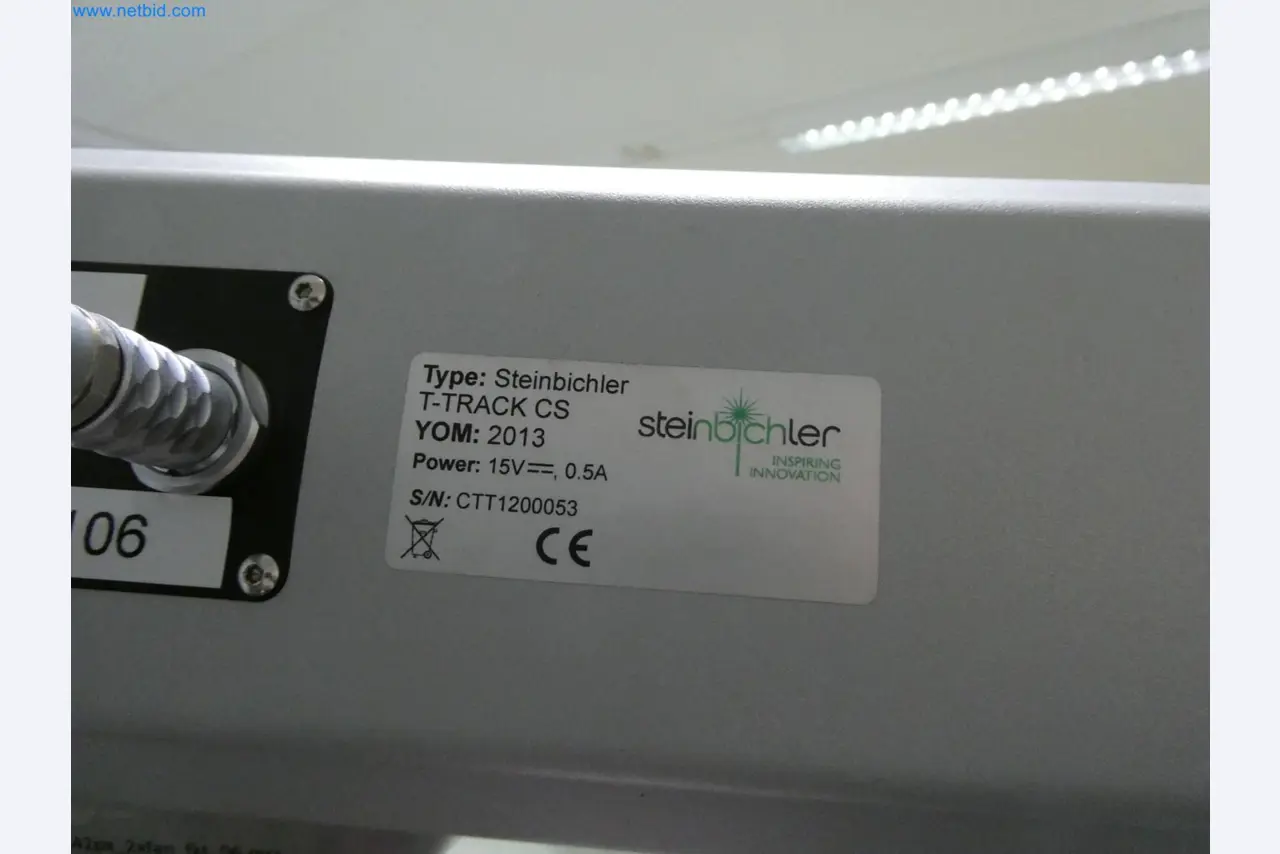 www.netbid.com
Type: Steinbichler
T-TRACK CS
YOM: 2013
Power: 15V⎓, 0.5A
S/N: CTT1200053
CE
steinbichler
INSPIRING
INNOVATION
106